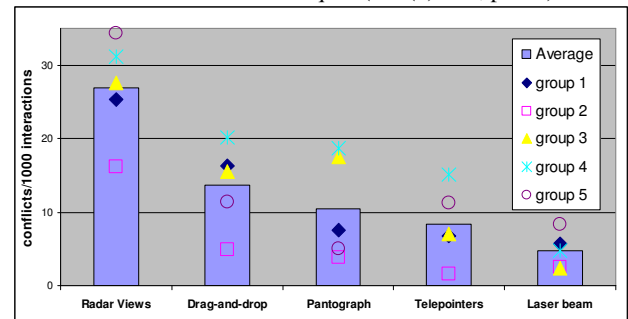 30
20
10
0
conflicts/1000 interactions
Average
group 1
group 2
group 3
group 4
group 5
Radar Views Drag-and-drop Pantograph Telepointers Laser beam